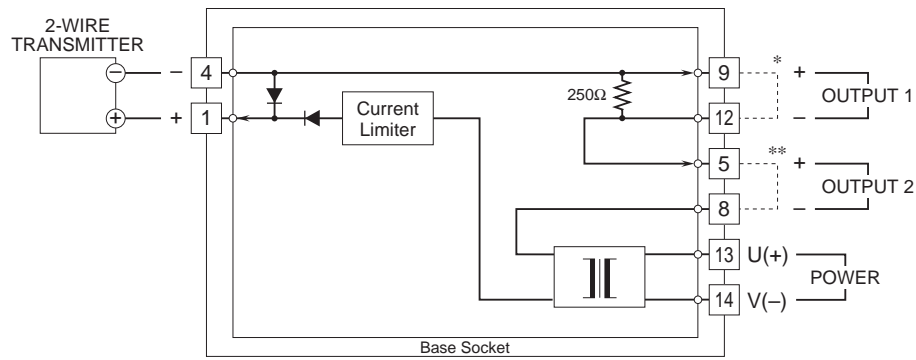 2-WIRE
TRANSMITTER
− − 4
+ + 1
Current
Limiter
250Ω
9 * +
12 −
OUTPUT 1
5 ** +
8 −
OUTPUT 2
13 U(+)
14 V(–)
POWER
Base Socket